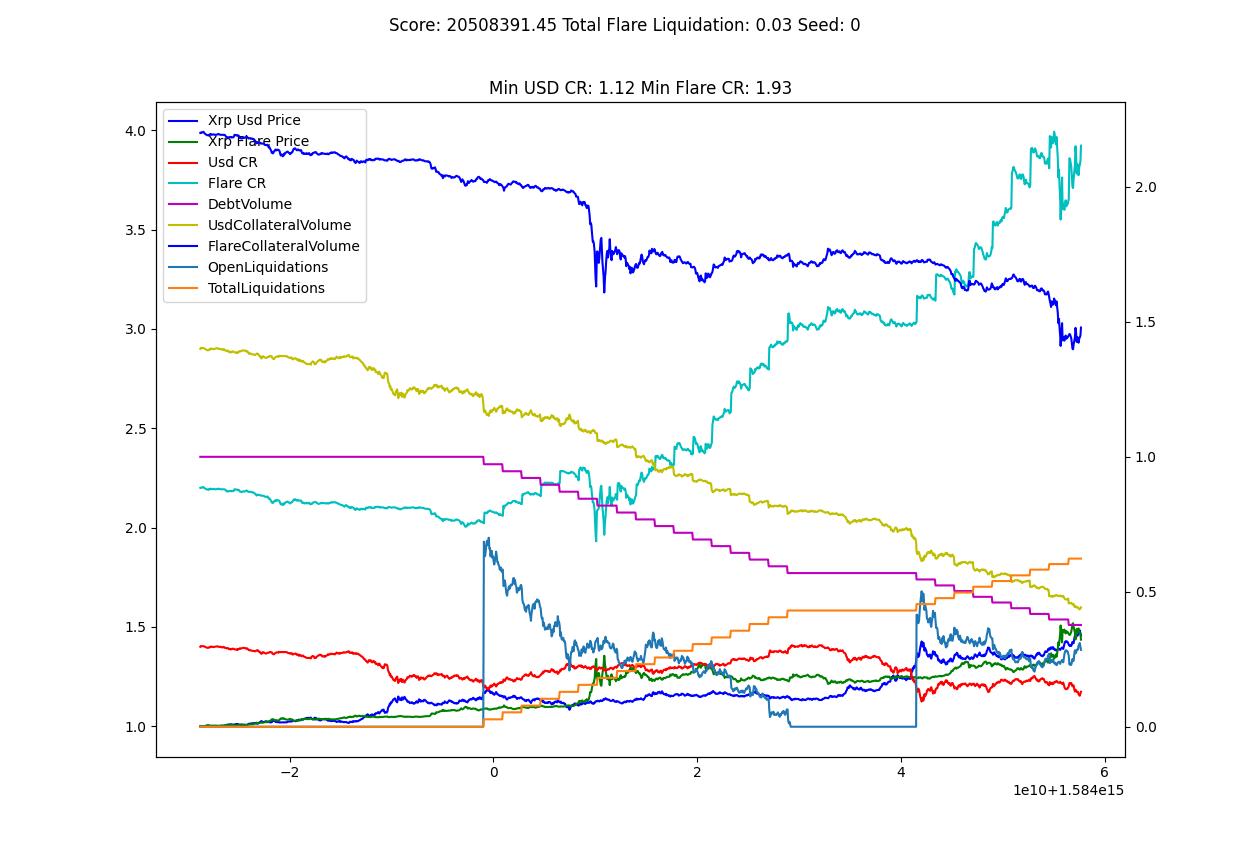 Score: 20508391.45 Total Flare Liquidation: 0.03 Seed: 0
Min USD CR: 1.12 Min Flare CR: 1.93
Xrp Usd Price
Xrp Flare Price
Usd CR
Flare CR
DebtVolume
UsdCollateralVolume
FlareCollateralVolume
OpenLiquidations
TotalLiquidations
4.0
3.5
3.0
2.5
2.0
1.5
1.0
2.0
1.5
1.0
0.5
0.0
−2 0 2 4 6
1e10+1.584e15